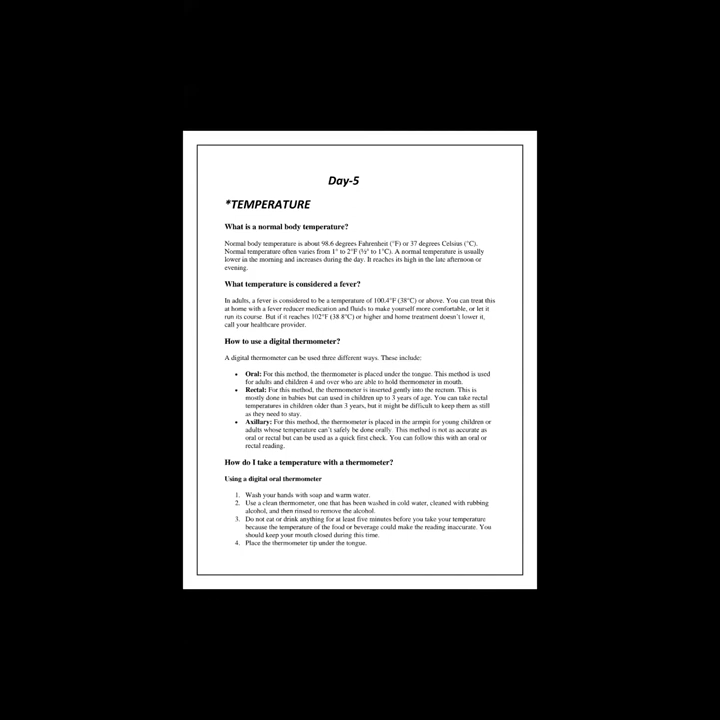 Day-5
*TEMPERATURE
What is a normal body temperature?
Normal body temperature is about 98.6 degrees Fahrenheit (°F) or 37 degrees Celsius (°C).
Normal temperature often varies from 1° to 2°F (½° to 1°C). A normal temperature is usually
lower in the morning and increases during the day. It reaches its high in the late afternoon or
evening.
What temperature is considered a fever?
In adults, a fever is considered to be a temperature of 100.4°F (38°C) or above. You can treat this
at home with a fever reducer medication and fluids to make yourself more comfortable, or let it
run its course. But if it reaches 102°F (38.8°C) or higher and home treatment doesn't lower it,
call your healthcare provider.
How to use a digital thermometer?
A digital thermometer can be used three different ways. These include:
• Oral: For this method, the thermometer is placed under the tongue. This method is used
for adults and children 4 and over who are able to hold thermometer in mouth.
• Rectal: For this method, the thermometer is inserted gently into the rectum. This is
mostly done in babies but can used in children up to 3 years of age. You can take rectal
temperatures in children older than 3 years, but it might be difficult to keep them as still
as they need to stay.
• Axillary: For this method, the thermometer is placed in the armpit for young children or
adults whose temperature can't safely be done orally. This method is not as accurate as
oral or rectal but can be used as a quick first check. You can follow this with an oral or
rectal reading.
How do I take a temperature with a thermometer?
Using a digital oral thermometer
1. Wash your hands with soap and warm water.
2. Use a clean thermometer, one that has been washed in cold water, cleaned with rubbing
alcohol, and then rinsed to remove the alcohol.
3. Do not eat or drink anything for at least five minutes before you take your temperature
because the temperature of the food or beverage could make the reading inaccurate. You
should keep your mouth closed during this time.
4. Place the thermometer tip under the tongue.